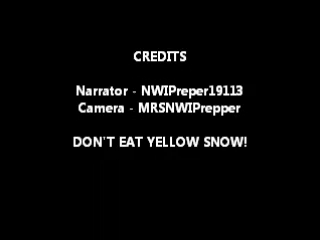 CREDITS
Narrator - NWIPreper19113
Camera - MRSNWIPrepper
DON'T EAT YELLOW SNOW!